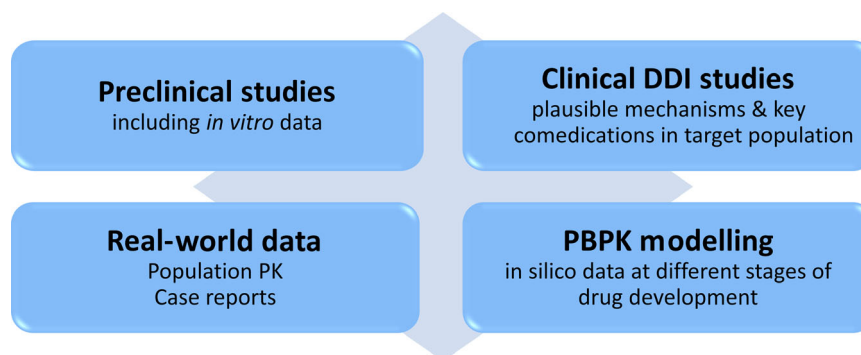 Preclinical studies
including in vitro data
Clinical DDI studies
plausible mechanisms & key
comedications in target population
Real-world data
Population PK
Case reports
PBPK modelling
in silico data at different stages of
drug development